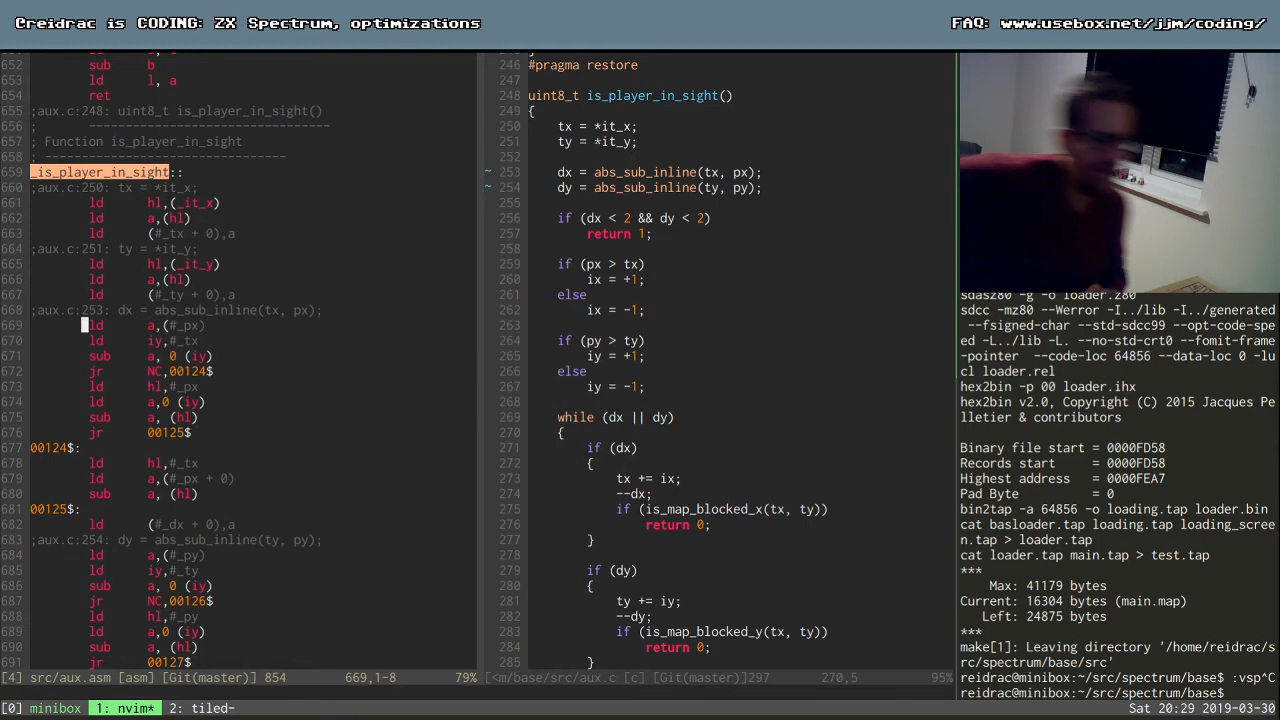 Creidrac is CODING: ZX Spectrum, optimizations
FAQ: www.usebox.net/jjm/coding/
652 sub b
653 ld l, a
654 ret
655 ;aux.c:248: uint8_t is_player_in_sight()
656 ; ---------------------------------
657 ; Function is_player_in_sight
658 ; ---------------------------------
659 _is_player_in_sight::
660 ;aux.c:250: tx = *it_x;
661 ld hl,(_it_x)
662 ld a,(hl)
663 ld (#_tx + 0),a
664 ;aux.c:251: ty = *it_y;
665 ld hl,(_it_y)
666 ld a,(hl)
667 ld (#_ty + 0),a
668 ;aux.c:253: dx = abs_sub_inline(tx, px);
669 ld a,(#_px)
670 ld iy,#_tx
671 sub a, 0 (iy)
672 jr NC,00124$
673 ld hl,#_px
674 ld a,0 (iy)
675 sub a, (hl)
676 jr 00125$
677 00124$:
678 ld hl,#_tx
679 ld a,(#_px + 0)
680 sub a, (hl)
681 00125$:
682 ld (#_dx + 0),a
683 ;aux.c:254: dy = abs_sub_inline(ty, py);
684 ld a,(#_py)
685 ld iy,#_ty
686 sub a, 0 (iy)
687 jr NC,00126$
688 ld hl,#_py
689 ld a,0 (iy)
690 sub a, (hl)
691 jr 00127$
[4] src/aux.asm [asm] [Git(master)] 854 669,1-8 79%
246 #pragma restore
247
248 uint8_t is_player_in_sight()
249 {
250 tx = *it_x;
251 ty = *it_y;
252
~ 253 dx = abs_sub_inline(tx, px);
~ 254 dy = abs_sub_inline(ty, py);
255
256 if (dx < 2 && dy < 2)
257 return 1;
258
259 if (px > tx)
260 ix = +1;
261 else
262 ix = -1;
263
264 if (py > ty)
265 iy = +1;
266 else
267 iy = -1;
268
269 while (dx || dy)
270 {
271 if (dx)
272 {
273 tx += ix;
274 --dx;
275 if (is_map_blocked_x(tx, ty))
276 return 0;
277 }
278
279 if (dy)
280 {
281 ty += iy;
282 --dy;
283 if (is_map_blocked_y(tx, ty))
284 return 0;
285 }
[<m/base/src/aux.c [c] [Git(master)]297 270,5 95%
sdasz80 -g -o loader.z80
sdcc -mz80 --Werror -I../lib -I../generated
--fsigned-char --std-sdcc99 --opt-code-spe
ed -L../lib -L. --no-std-crt0 --fomit-frame
-pointer --code-loc 64856 --data-loc 0 -lu
cl loader.rel
hex2bin -p 00 loader.ihx
hex2bin v2.0, Copyright (C) 2015 Jacques Pe
lletier & contributors
Binary file start = 0000FD58
Records start = 0000FD58
Highest address = 0000FEA7
Pad Byte = 0
bin2tap -a 64856 -o loading.tap loader.bin
cat basloader.tap loading.tap loading_scree
n.tap > loader.tap
cat loader.tap main.tap > test.tap
***
Max: 41179 bytes
Current: 16304 bytes (main.map)
Left: 24875 bytes
***
make[1]: Leaving directory '/home/reidrac/s
rc/spectrum/base/src'
reidrac@minibox:~/src/spectrum/base$ :vsp^C
reidrac@minibox:~/src/spectrum/base$
[0] minibox 1: nvim* 2: tiled-
Sat 20:29 2019-03-30